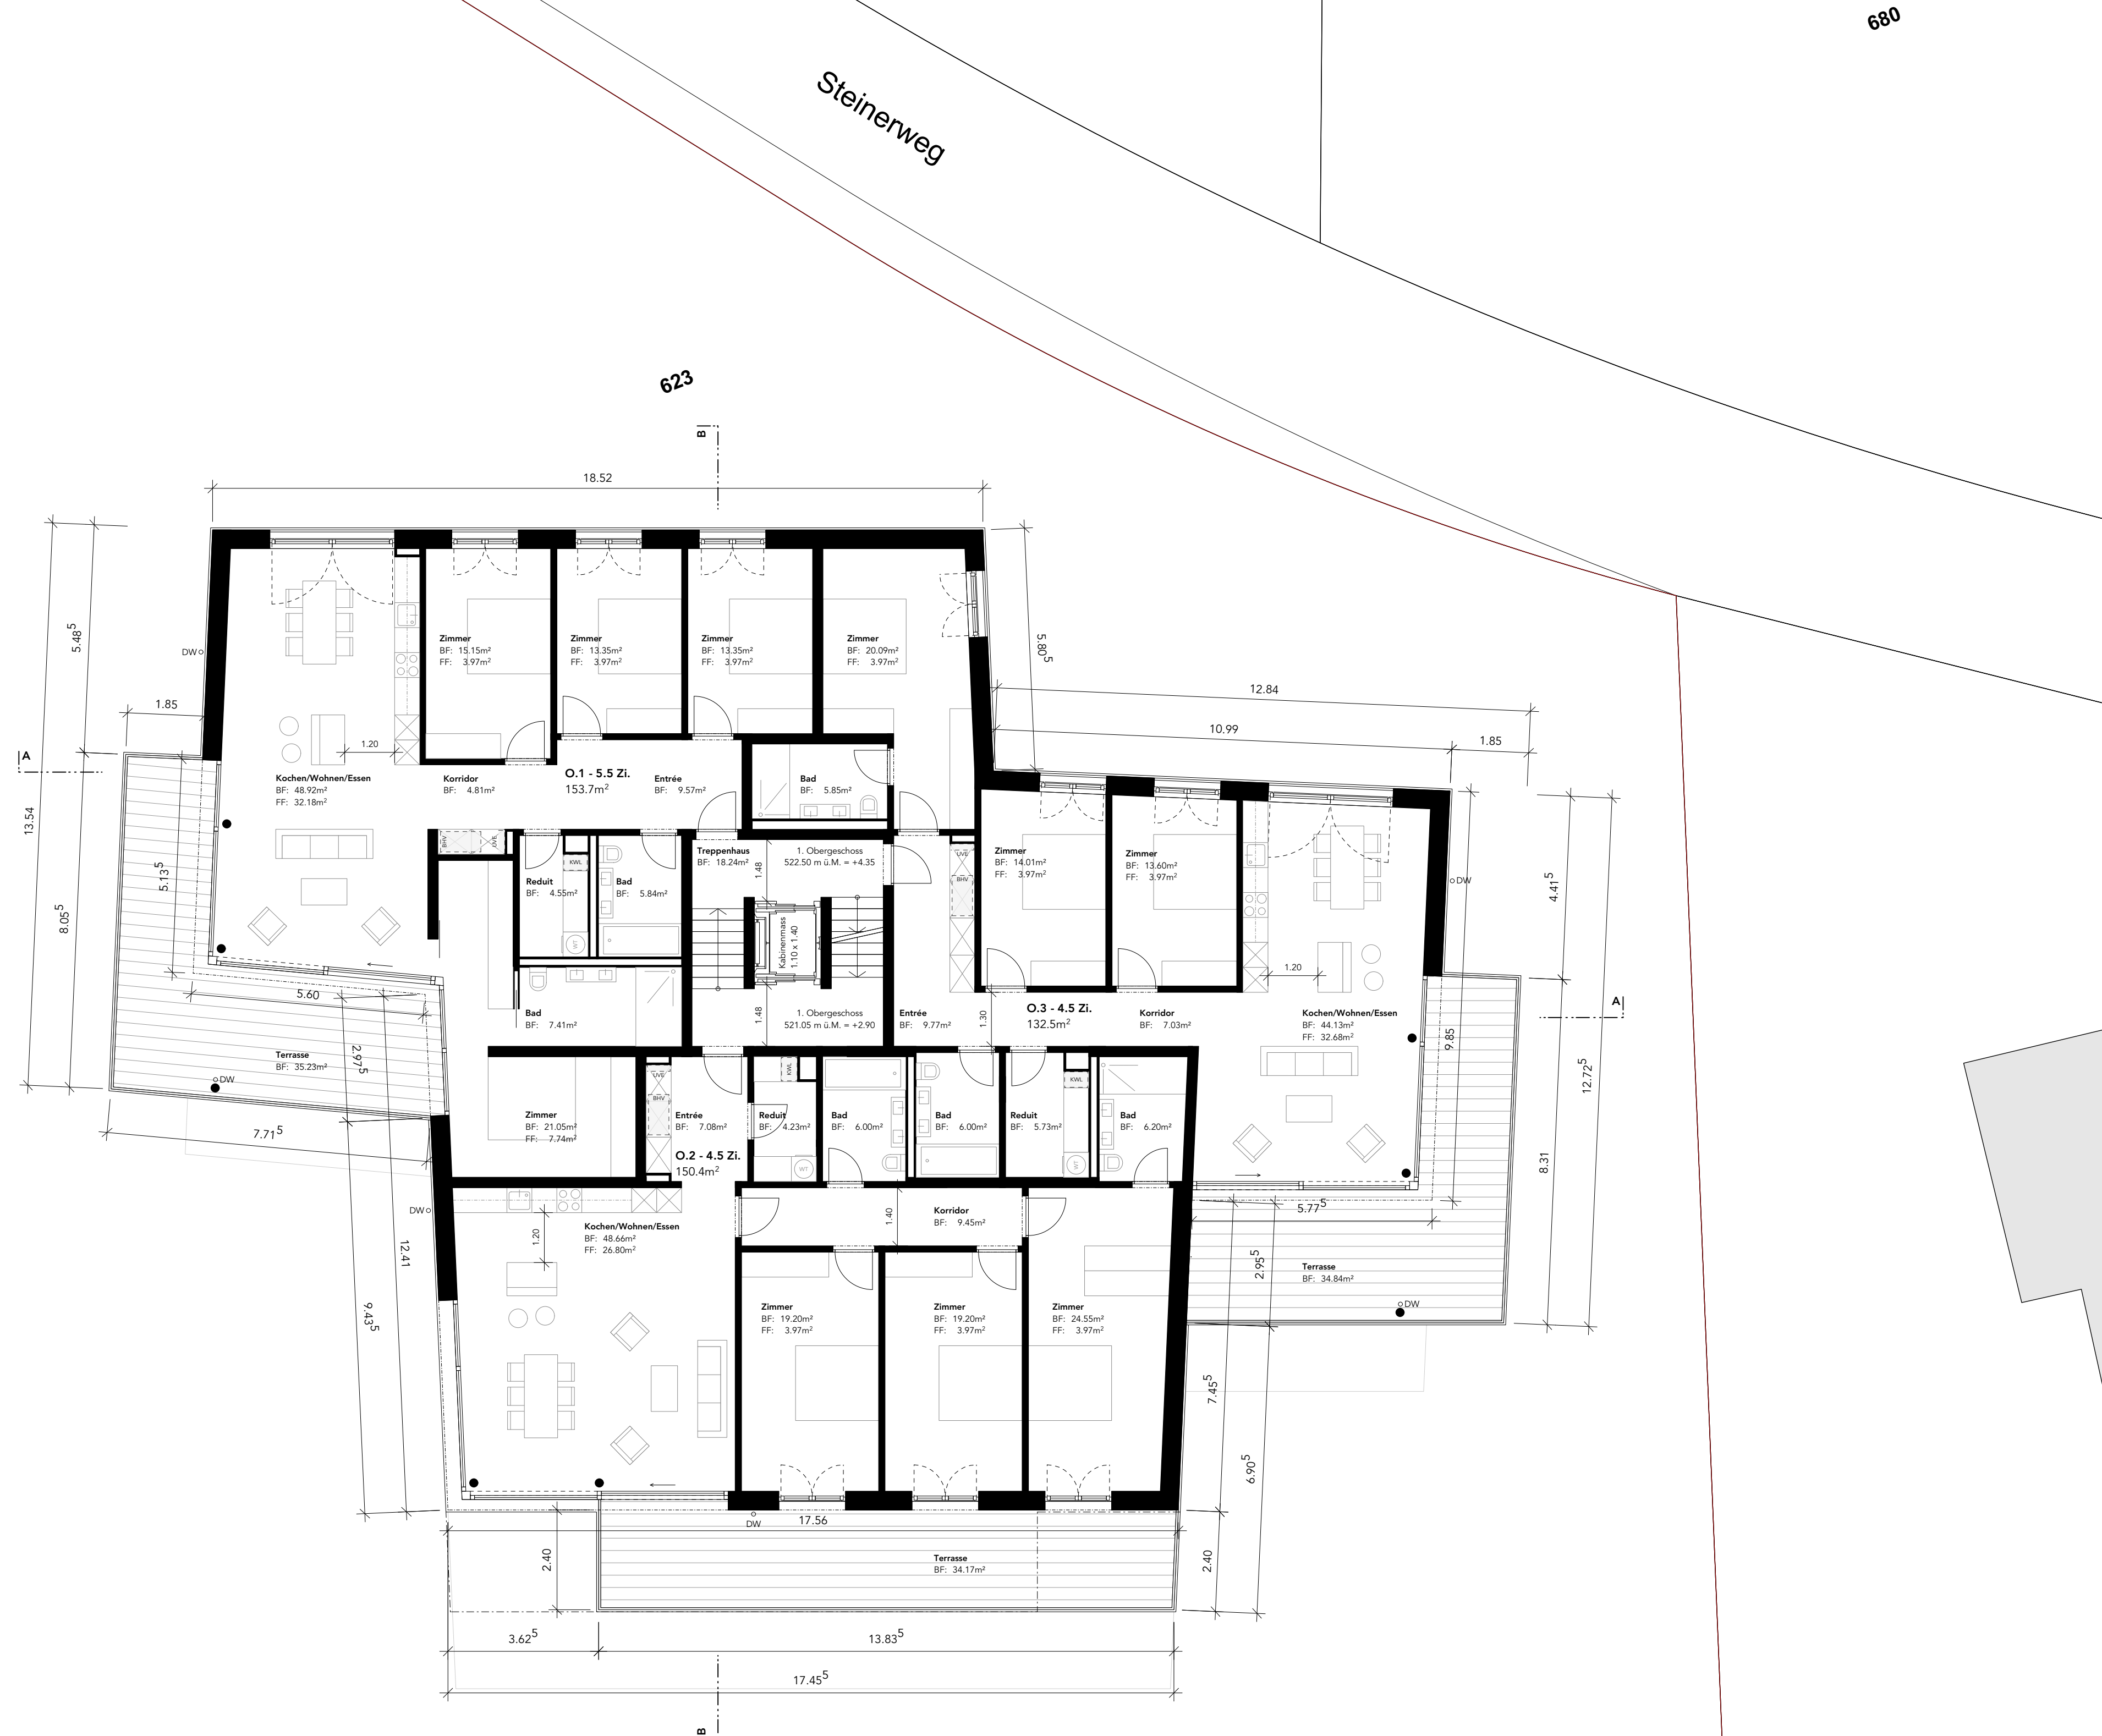 680
Steinerweg
623
B
18.52
5.48⁵
13.54
8.05⁵
1.85
A
DW
5.13⁵
5.80⁵
12.84
10.99
1.85
Zimmer
BF: 15.15m²
FF: 3.97m²
Zimmer
BF: 13.35m²
FF: 3.97m²
Zimmer
BF: 13.35m²
FF: 3.97m²
Zimmer
BF: 20.09m²
FF: 3.97m²
1.20
Kochen/Wohnen/Essen
BF: 48.92m²
FF: 32.18m²
Korridor
BF: 4.81m²
O.1 - 5.5 Zi.
153.7m²
Entrée
BF: 9.57m²
Bad
BF: 5.85m²
BHV
UVE
KWL
Reduit
BF: 4.55m²
WT
Bad
BF: 5.84m²
Treppenhaus
BF: 18.24m²
1.48
1. Obergeschoss
522.50 m ü.M. = +4.35
Kabinenmass
1.10 x 1.40
1.48
1. Obergeschoss
521.05 m ü.M. = +2.90
UVE
BHV
Zimmer
BF: 14.01m²
FF: 3.97m²
Zimmer
BF: 13.60m²
FF: 3.97m²
DW
4.41⁵
12.72⁵
9.85
8.31
A
1.20
Entrée
BF: 9.77m²
1.30
O.3 - 4.5 Zi.
132.5m²
Korridor
BF: 7.03m²
Kochen/Wohnen/Essen
BF: 44.13m²
FF: 32.68m²
5.60
2.97⁵
Terrasse
BF: 35.23m²
DW
7.71⁵
Bad
BF: 7.41m²
Zimmer
BF: 21.05m²
FF: 7.74m²
UVE
BHV
Entrée
BF: 7.08m²
O.2 - 4.5 Zi.
150.4m²
KWL
Reduit
BF: 4.23m²
WT
Bad
BF: 6.00m²
Bad
BF: 6.00m²
Reduit
BF: 5.73m²
KWL
WT
Bad
BF: 6.20m²
DW
12.41
9.43⁵
1.20
Kochen/Wohnen/Essen
BF: 48.66m²
FF: 26.80m²
1.40
Korridor
BF: 9.45m²
5.77⁵
2.95⁵
Terrasse
BF: 34.84m²
DW
Zimmer
BF: 19.20m²
FF: 3.97m²
Zimmer
BF: 19.20m²
FF: 3.97m²
Zimmer
BF: 24.55m²
FF: 3.97m²
7.45⁵
6.90⁵
DW
17.56
2.40
Terrasse
BF: 34.17m²
2.40
3.62⁵
13.83⁵
17.45⁵
B